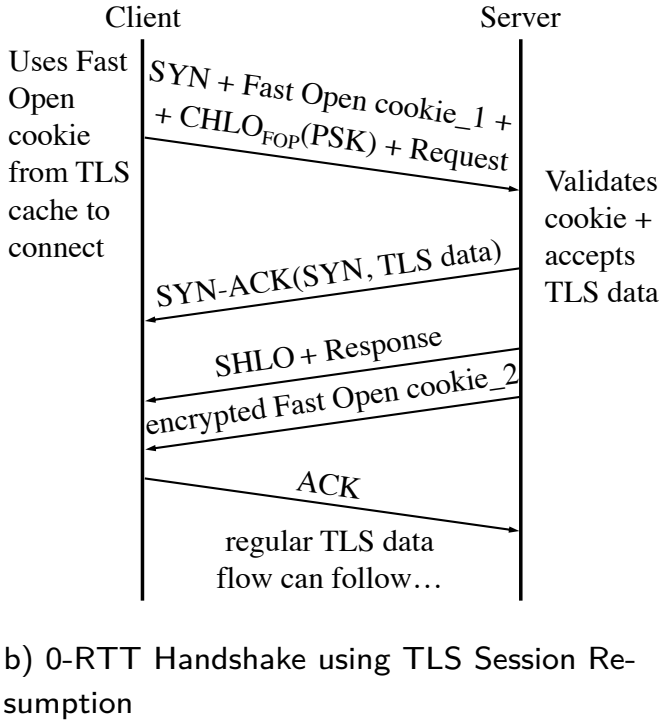 Client
Server
Uses Fast
Open
cookie
from TLS
cache to
connect
SYN + Fast Open cookie_1 +
+ CHLO_FOP(PSK) + Request
Validates
cookie +
accepts
TLS data
SYN-ACK(SYN, TLS data)
SHLO + Response
encrypted Fast Open cookie_2
ACK
regular TLS data
flow can follow…
b) 0-RTT Handshake using TLS Session Re-
sumption